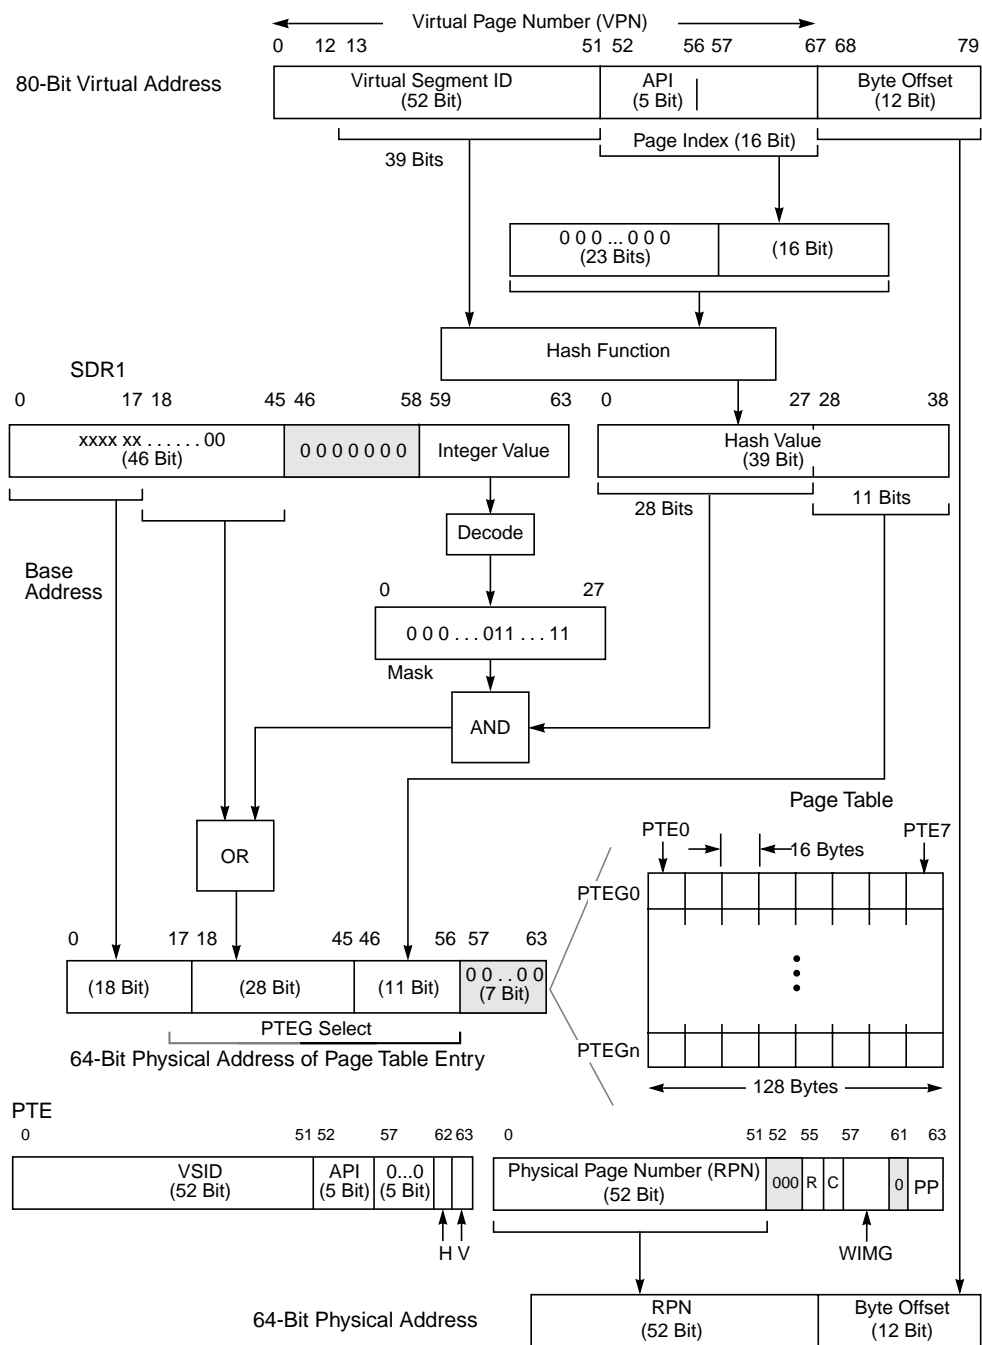 Virtual Page Number (VPN)
0 12 13 51 52 56 57 67 68 79
80-Bit Virtual Address
Virtual Segment ID
(52 Bit)
API
(5 Bit)
Byte Offset
(12 Bit)
39 Bits
Page Index (16 Bit)
0 0 0 ... 0 0 0
(23 Bits)
(16 Bit)
Hash Function
SDR1
0 17 18 45 46 58 59 63
0 27 28 38
xxxx xx . . . . . . 00
(46 Bit)
0 0 0 0 0 0 0
Integer Value
Hash Value
(39 Bit)
28 Bits
11 Bits
Decode
Base
Address
0 27
0 0 0 . . . 011 . . . 11
Mask
AND
OR
Page Table
PTE0
16 Bytes
PTE7
PTEG0
0 17 18 45 46 56 57 63
(18 Bit)
(28 Bit)
(11 Bit)
0 0 . . 0 0
(7 Bit)
PTEG Select
64-Bit Physical Address of Page Table Entry
PTEGn
128 Bytes
PTE
0 51 52 57 62 63
0 51 52 55 57 61 63
VSID
(52 Bit)
API
(5 Bit)
0...0
(5 Bit)
Physical Page Number (RPN)
(52 Bit)
000
R
C
0
PP
H V
WIMG
64-Bit Physical Address
RPN
(52 Bit)
Byte Offset
(12 Bit)